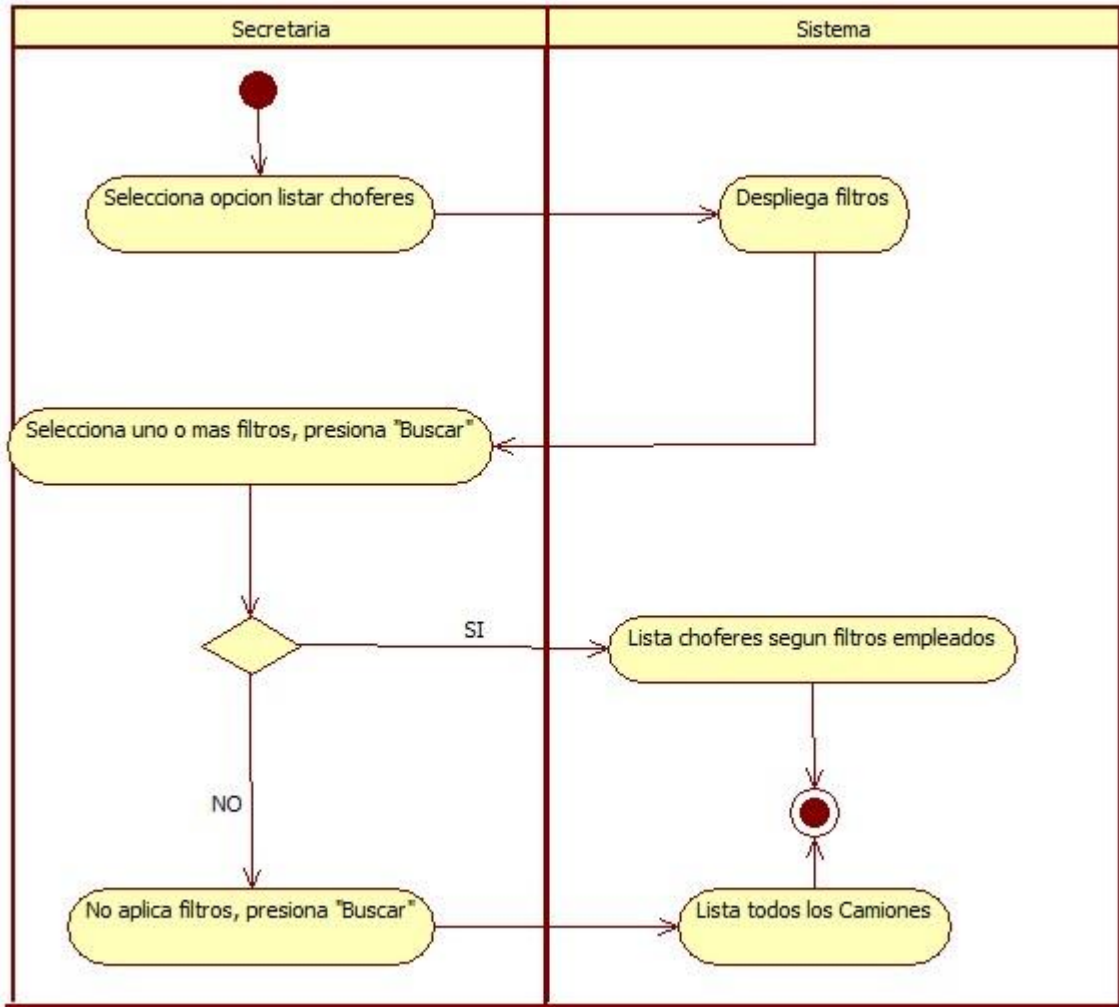 Secretaria
Sistema
Selecciona opcion listar choferes
Despliega filtros
Selecciona uno o mas filtros, presiona "Buscar"
SI
Lista choferes segun filtros empleados
NO
No aplica filtros, presiona "Buscar"
Lista todos los Camiones